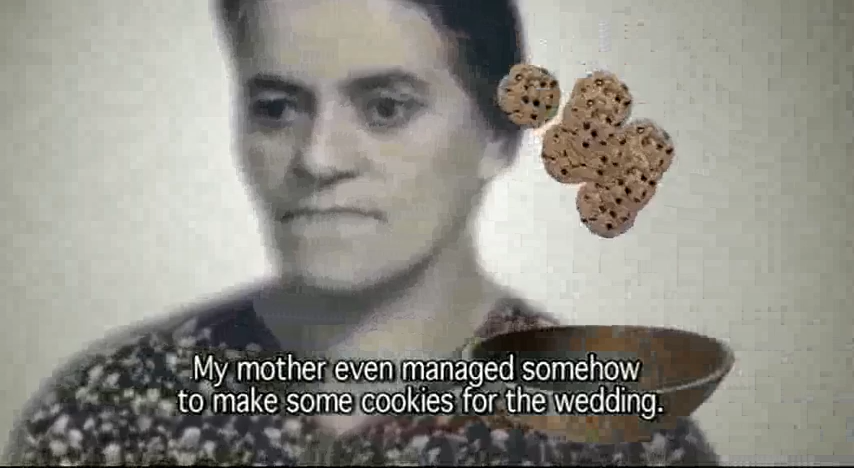 My mother even managed somehow
to make some cookies for the wedding.